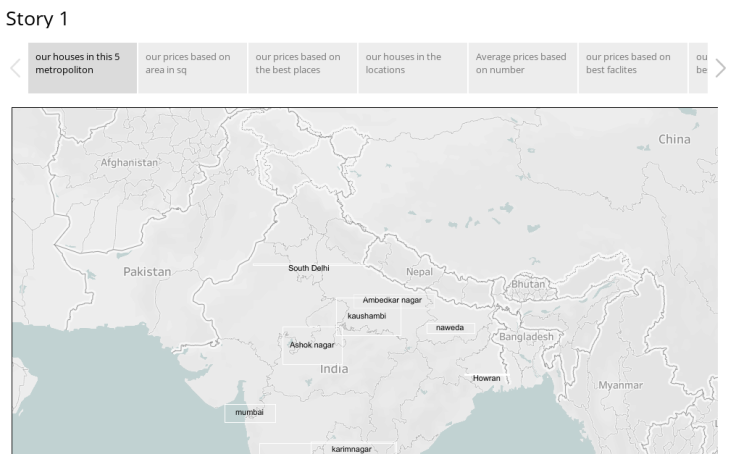 Story 1
our houses in this 5
metropoliton
our prices based on
area in sq
our prices based on
the best places
our houses in the
locations
Average prices based
on number
our prices based on
best faclites
ou
be
China
Afghanistan
Pakistan
South Delhi
Nepal
Bhutan
Ambedkar nagar
kaushambi
naweda
Bangladesh
Ashok nagar
India
Howran
Myanmar
mumbai
karimnagar